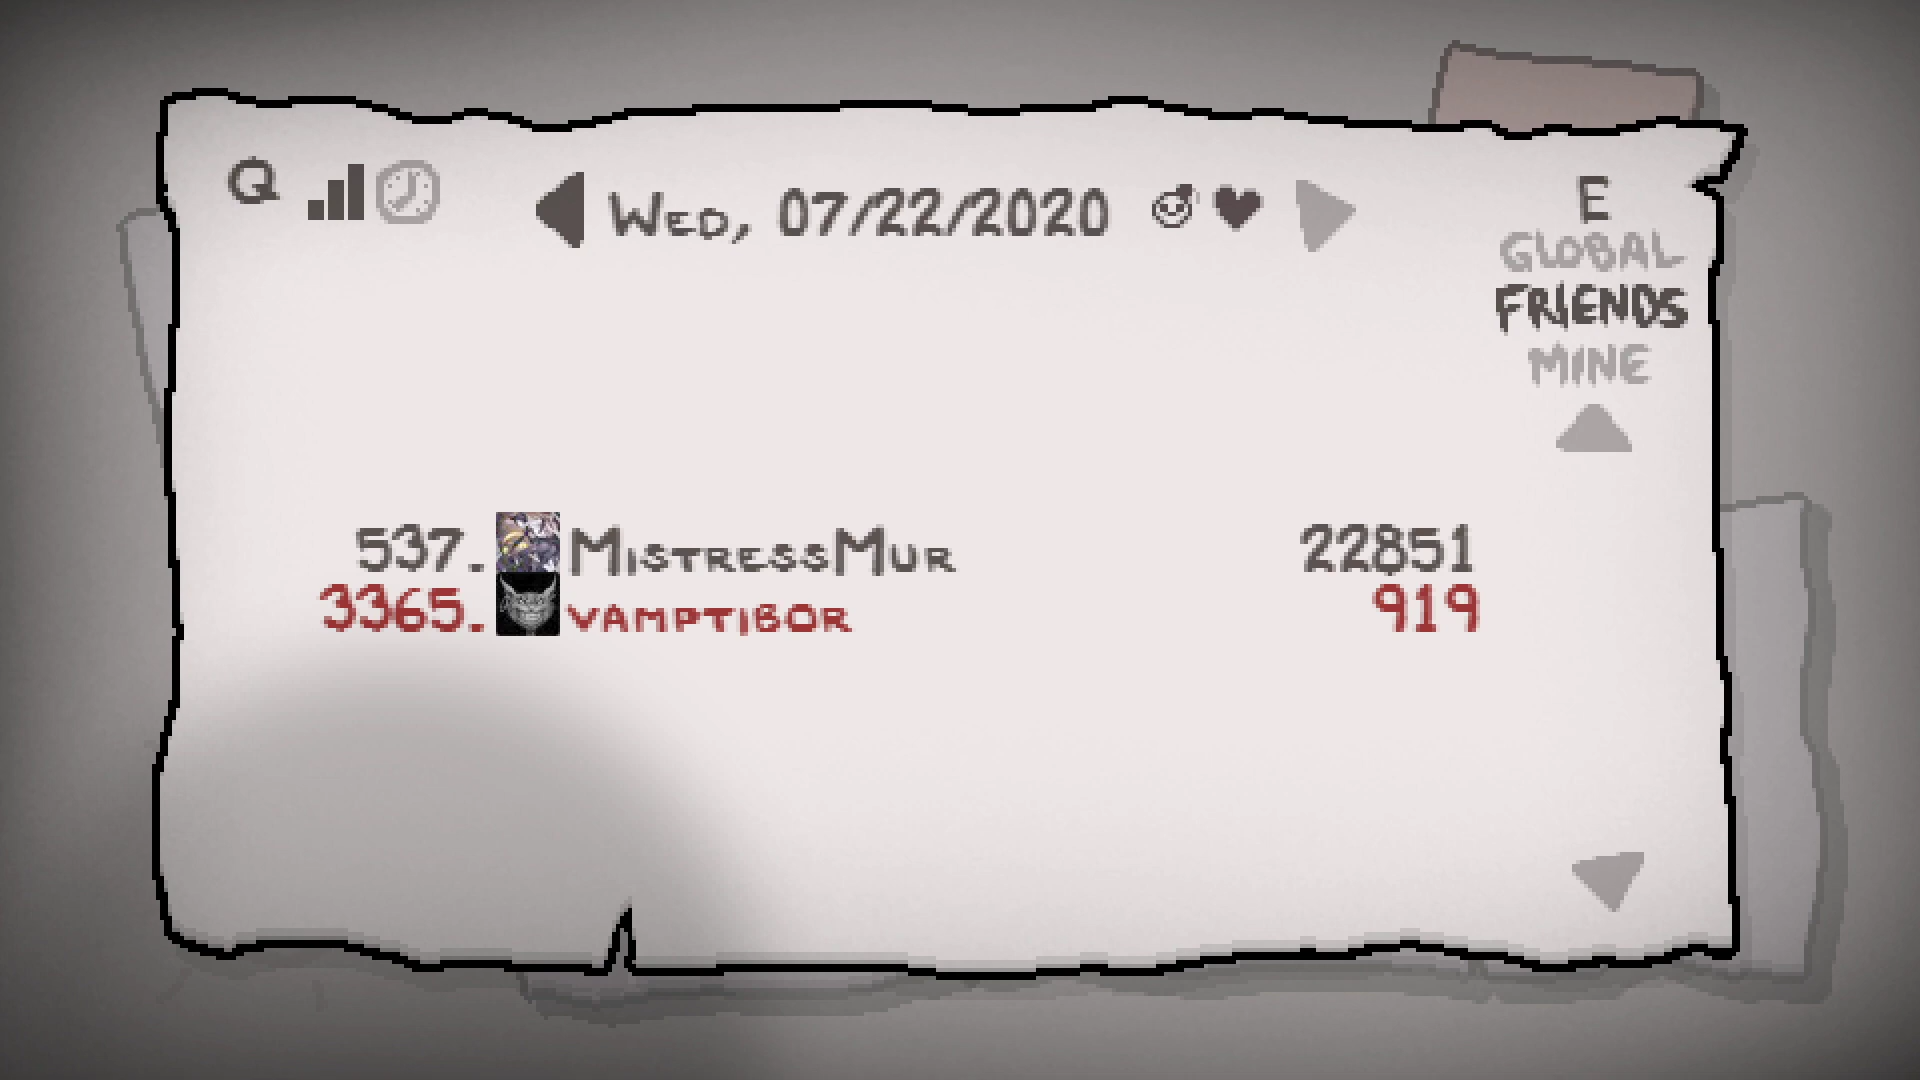 Q
WED, 07/22/2020
E
GLOBAL
FRIENDS
MINE
537. MISTRESSMUR 22851
3365. VAMPTIBOR 919